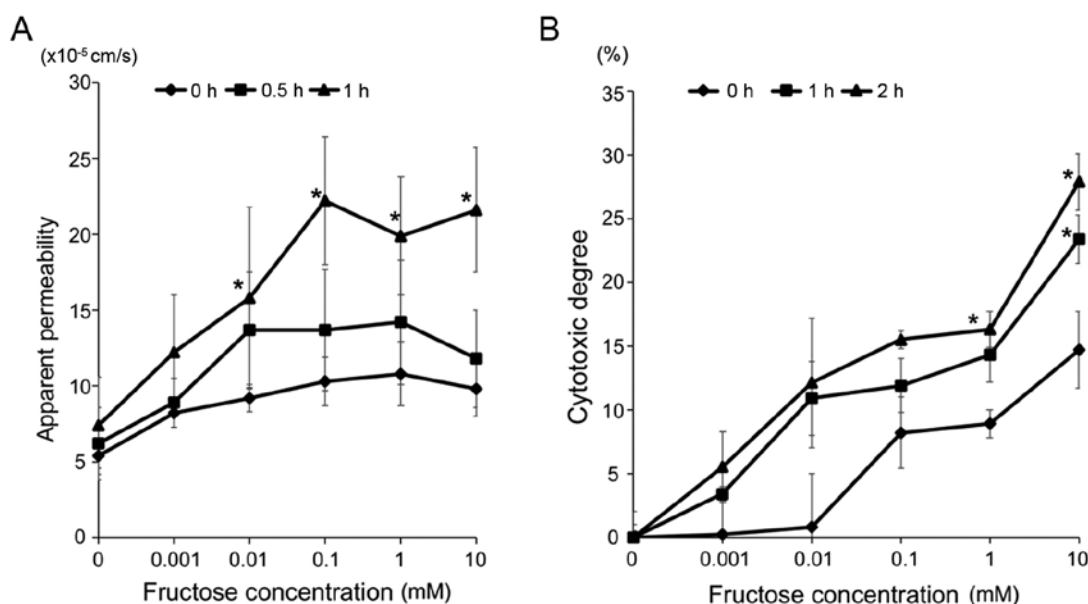 A
(x10⁻⁵ cm/s)
0 h 0.5 h 1 h
30
25
20
15
10
5
0
Apparent permeability
* * * *
0 0.001 0.01 0.1 1 10
Fructose concentration (mM)
B
(%)
0 h 1 h 2 h
35
30
25
20
15
10
5
0
Cytotoxic degree
* * *
0 0.001 0.01 0.1 1 10
Fructose concentration (mM)